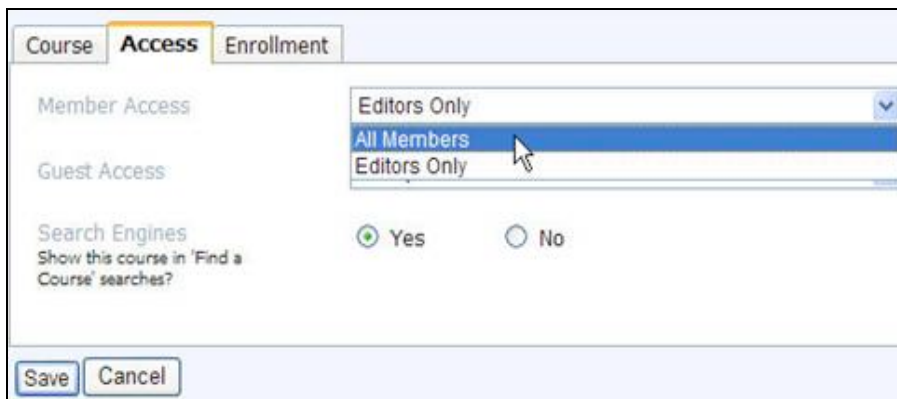 Course Access Enrollment
Member Access Editors Only
All Members
Guest Access Editors Only
Search Engines Yes No
Show this course in 'Find a
Course' searches?
Save Cancel